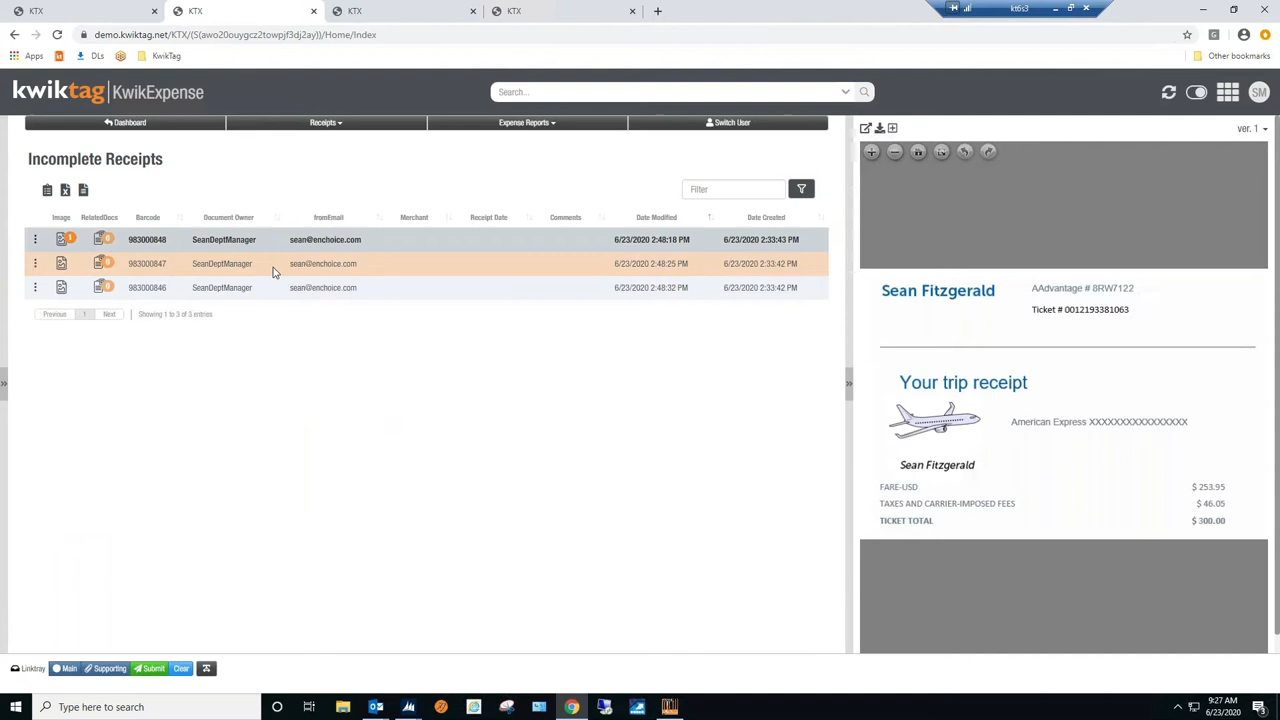 KTX × KTX × KTX × KTX × +
kt6s3
demo.kwiktag.net/KTX/(S(awo20ouygcz2towpjf3dj2ay))/Home/Index
Apps DLs KwikTag Other bookmarks
kwiktag | KwikExpense
Search...
SM
Dashboard Receipts Expense Reports Switch User
ver. 1
Incomplete Receipts
Filter
Image RelatedDocs Barcode Document Owner fromEmail Merchant Receipt Date Comments Date Modified Date Created
1 0 983000848 SeanDeptManager sean@enchoice.com 6/23/2020 2:48:18 PM 6/23/2020 2:33:43 PM
0 983000847 SeanDeptManager sean@enchoice.com 6/23/2020 2:48:25 PM 6/23/2020 2:33:42 PM
0 983000846 SeanDeptManager sean@enchoice.com 6/23/2020 2:48:32 PM 6/23/2020 2:33:42 PM
Previous 1 Next Showing 1 to 3 of 3 entries
Sean Fitzgerald
AAdvantage # 8RW7122
Ticket # 0012193381063
Your trip receipt
American Express XXXXXXXXXXXXXXXX
Sean Fitzgerald
FARE-USD $ 253.95
TAXES AND CARRIER-IMPOSED FEES $ 46.05
TICKET TOTAL $ 300.00
Linktray Main Supporting Submit Clear
Type here to search
9:27 AM
6/23/2020
3